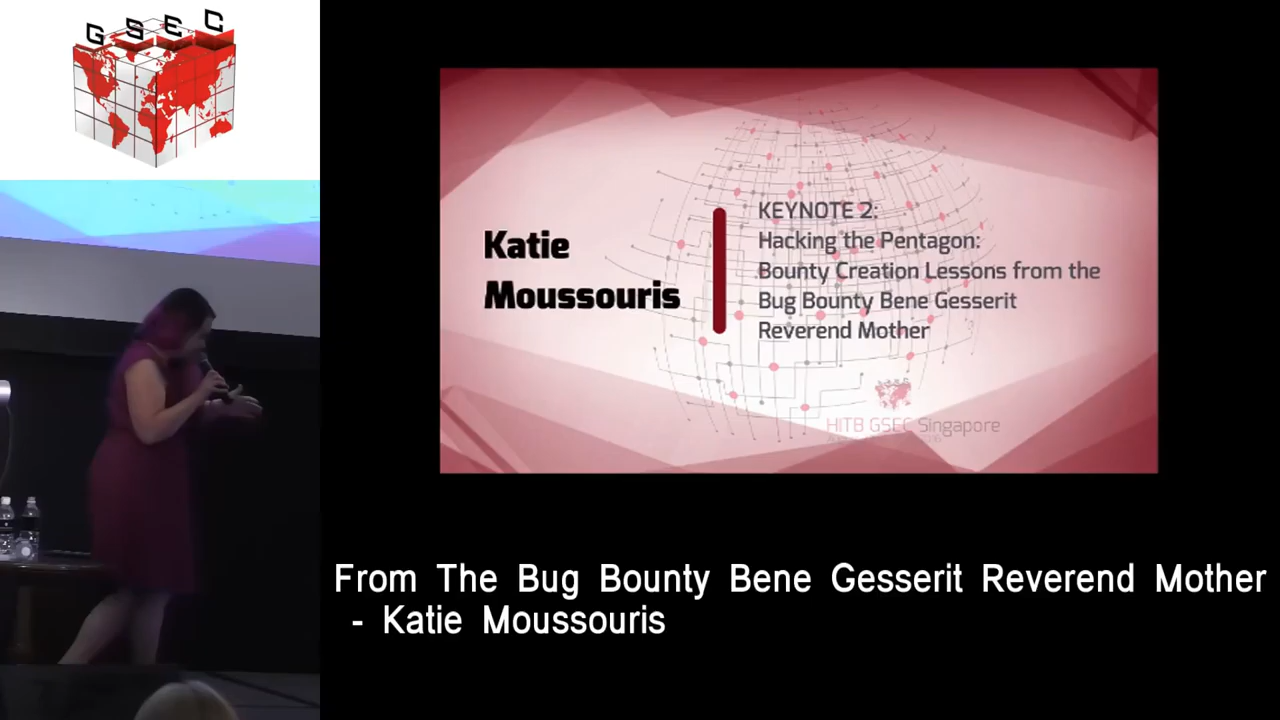 GSEC
Katie
Moussouris
KEYNOTE 2:
Hacking the Pentagon:
Bounty Creation Lessons from the
Bug Bounty Bene Gesserit
Reverend Mother
HITB GSEC Singapore
From The Bug Bounty Bene Gesserit Reverend Mother
- Katie Moussouris